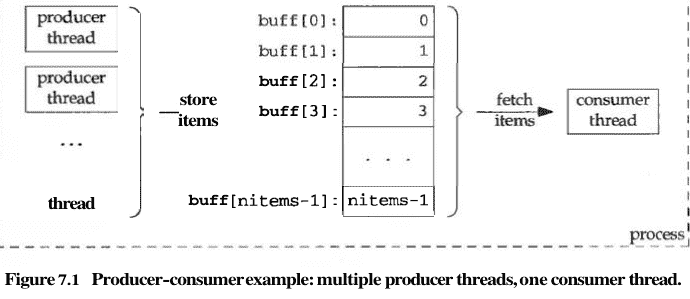 producer
thread
producer
thread
...
thread
store
items
buff[0]: 0
buff[1]: 1
buff[2]: 2
buff[3]: 3
. . .
buff[nitems-1]: nitems-1
fetch
items
consumer
thread
process
Figure 7.1 Producer-consumer example: multiple producer threads, one consumer thread.